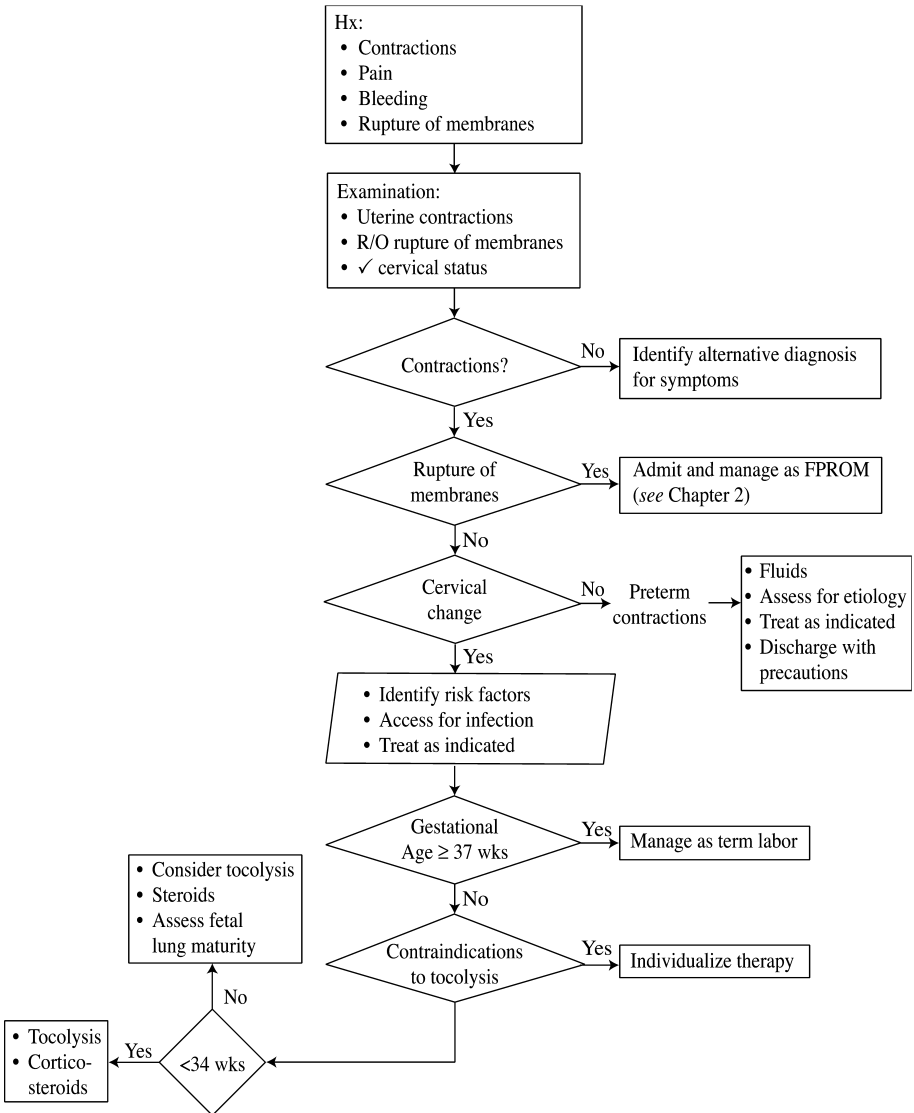 Hx:
• Contractions
• Pain
• Bleeding
• Rupture of membranes
Examination:
• Uterine contractions
• R/O rupture of membranes
• ✓ cervical status
Contractions?
No
Identify alternative diagnosis
for symptoms
Yes
Rupture of
membranes
Yes
Admit and manage as FPROM
(see Chapter 2)
No
Cervical
change
No
Preterm
contractions
• Fluids
• Assess for etiology
• Treat as indicated
• Discharge with
precautions
Yes
• Identify risk factors
• Access for infection
• Treat as indicated
Gestational
Age ≥ 37 wks
Yes
Manage as term labor
No
Contraindications
to tocolysis
Yes
Individualize therapy
• Consider tocolysis
• Steroids
• Assess fetal
lung maturity
No
<34 wks
Yes
• Tocolysis
• Cortico-
steroids